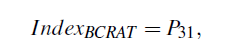 Index_BCRAT = P_31,